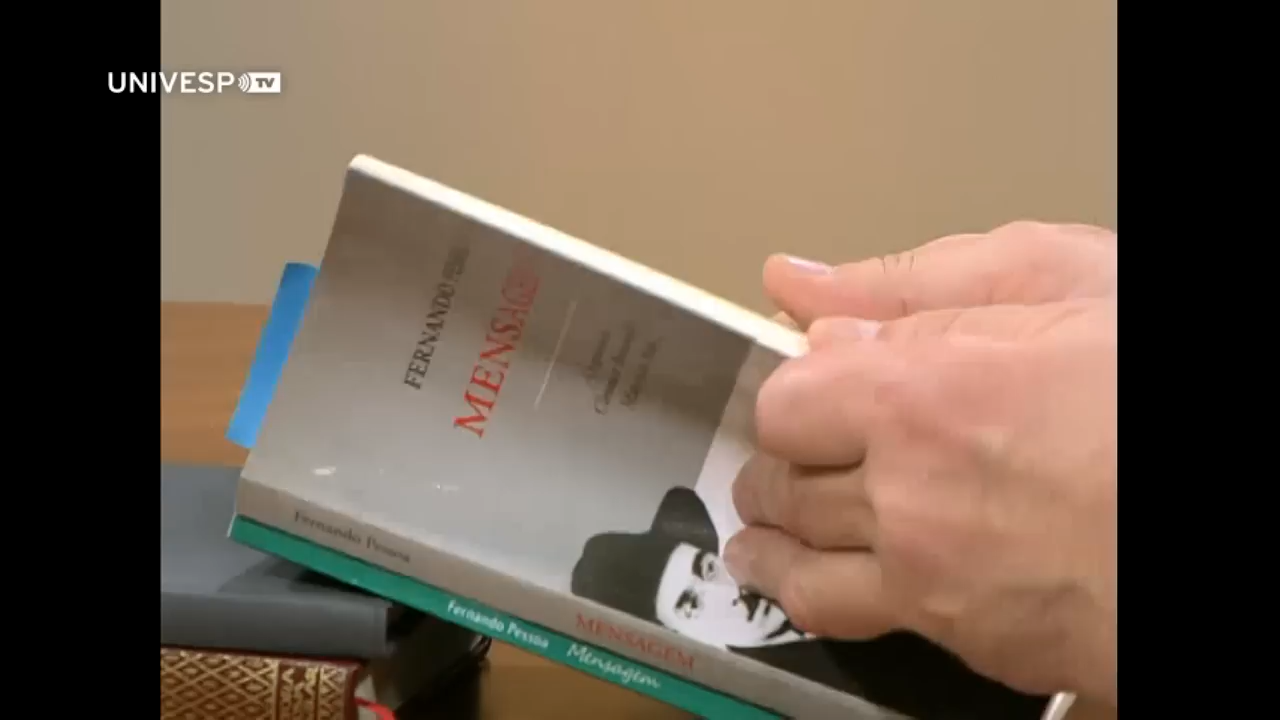 UNIVESP TV
FERNANDO PESSOA
MENSAGEM
Fernando Pessoa
MENSAGEM
Fernando Pessoa Mensagem